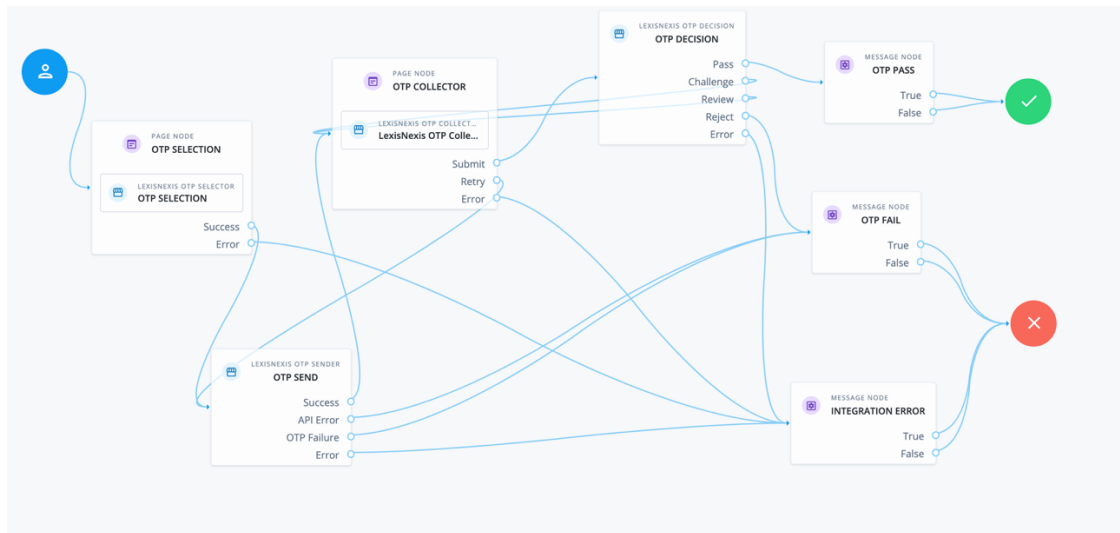 PAGE NODE
OTP SELECTION
LEXISNEXIS OTP SELECTOR
OTP SELECTION
Success
Error
PAGE NODE
OTP COLLECTOR
LEXISNEXIS OTP COLLECT...
LexisNexis OTP Colle...
Submit
Retry
Error
LEXISNEXIS OTP SENDER
OTP SEND
Success
API Error
OTP Failure
Error
LEXISNEXIS OTP DECISION
OTP DECISION
Pass
Challenge
Review
Reject
Error
MESSAGE NODE
OTP PASS
True
False
MESSAGE NODE
OTP FAIL
True
False
MESSAGE NODE
INTEGRATION ERROR
True
False